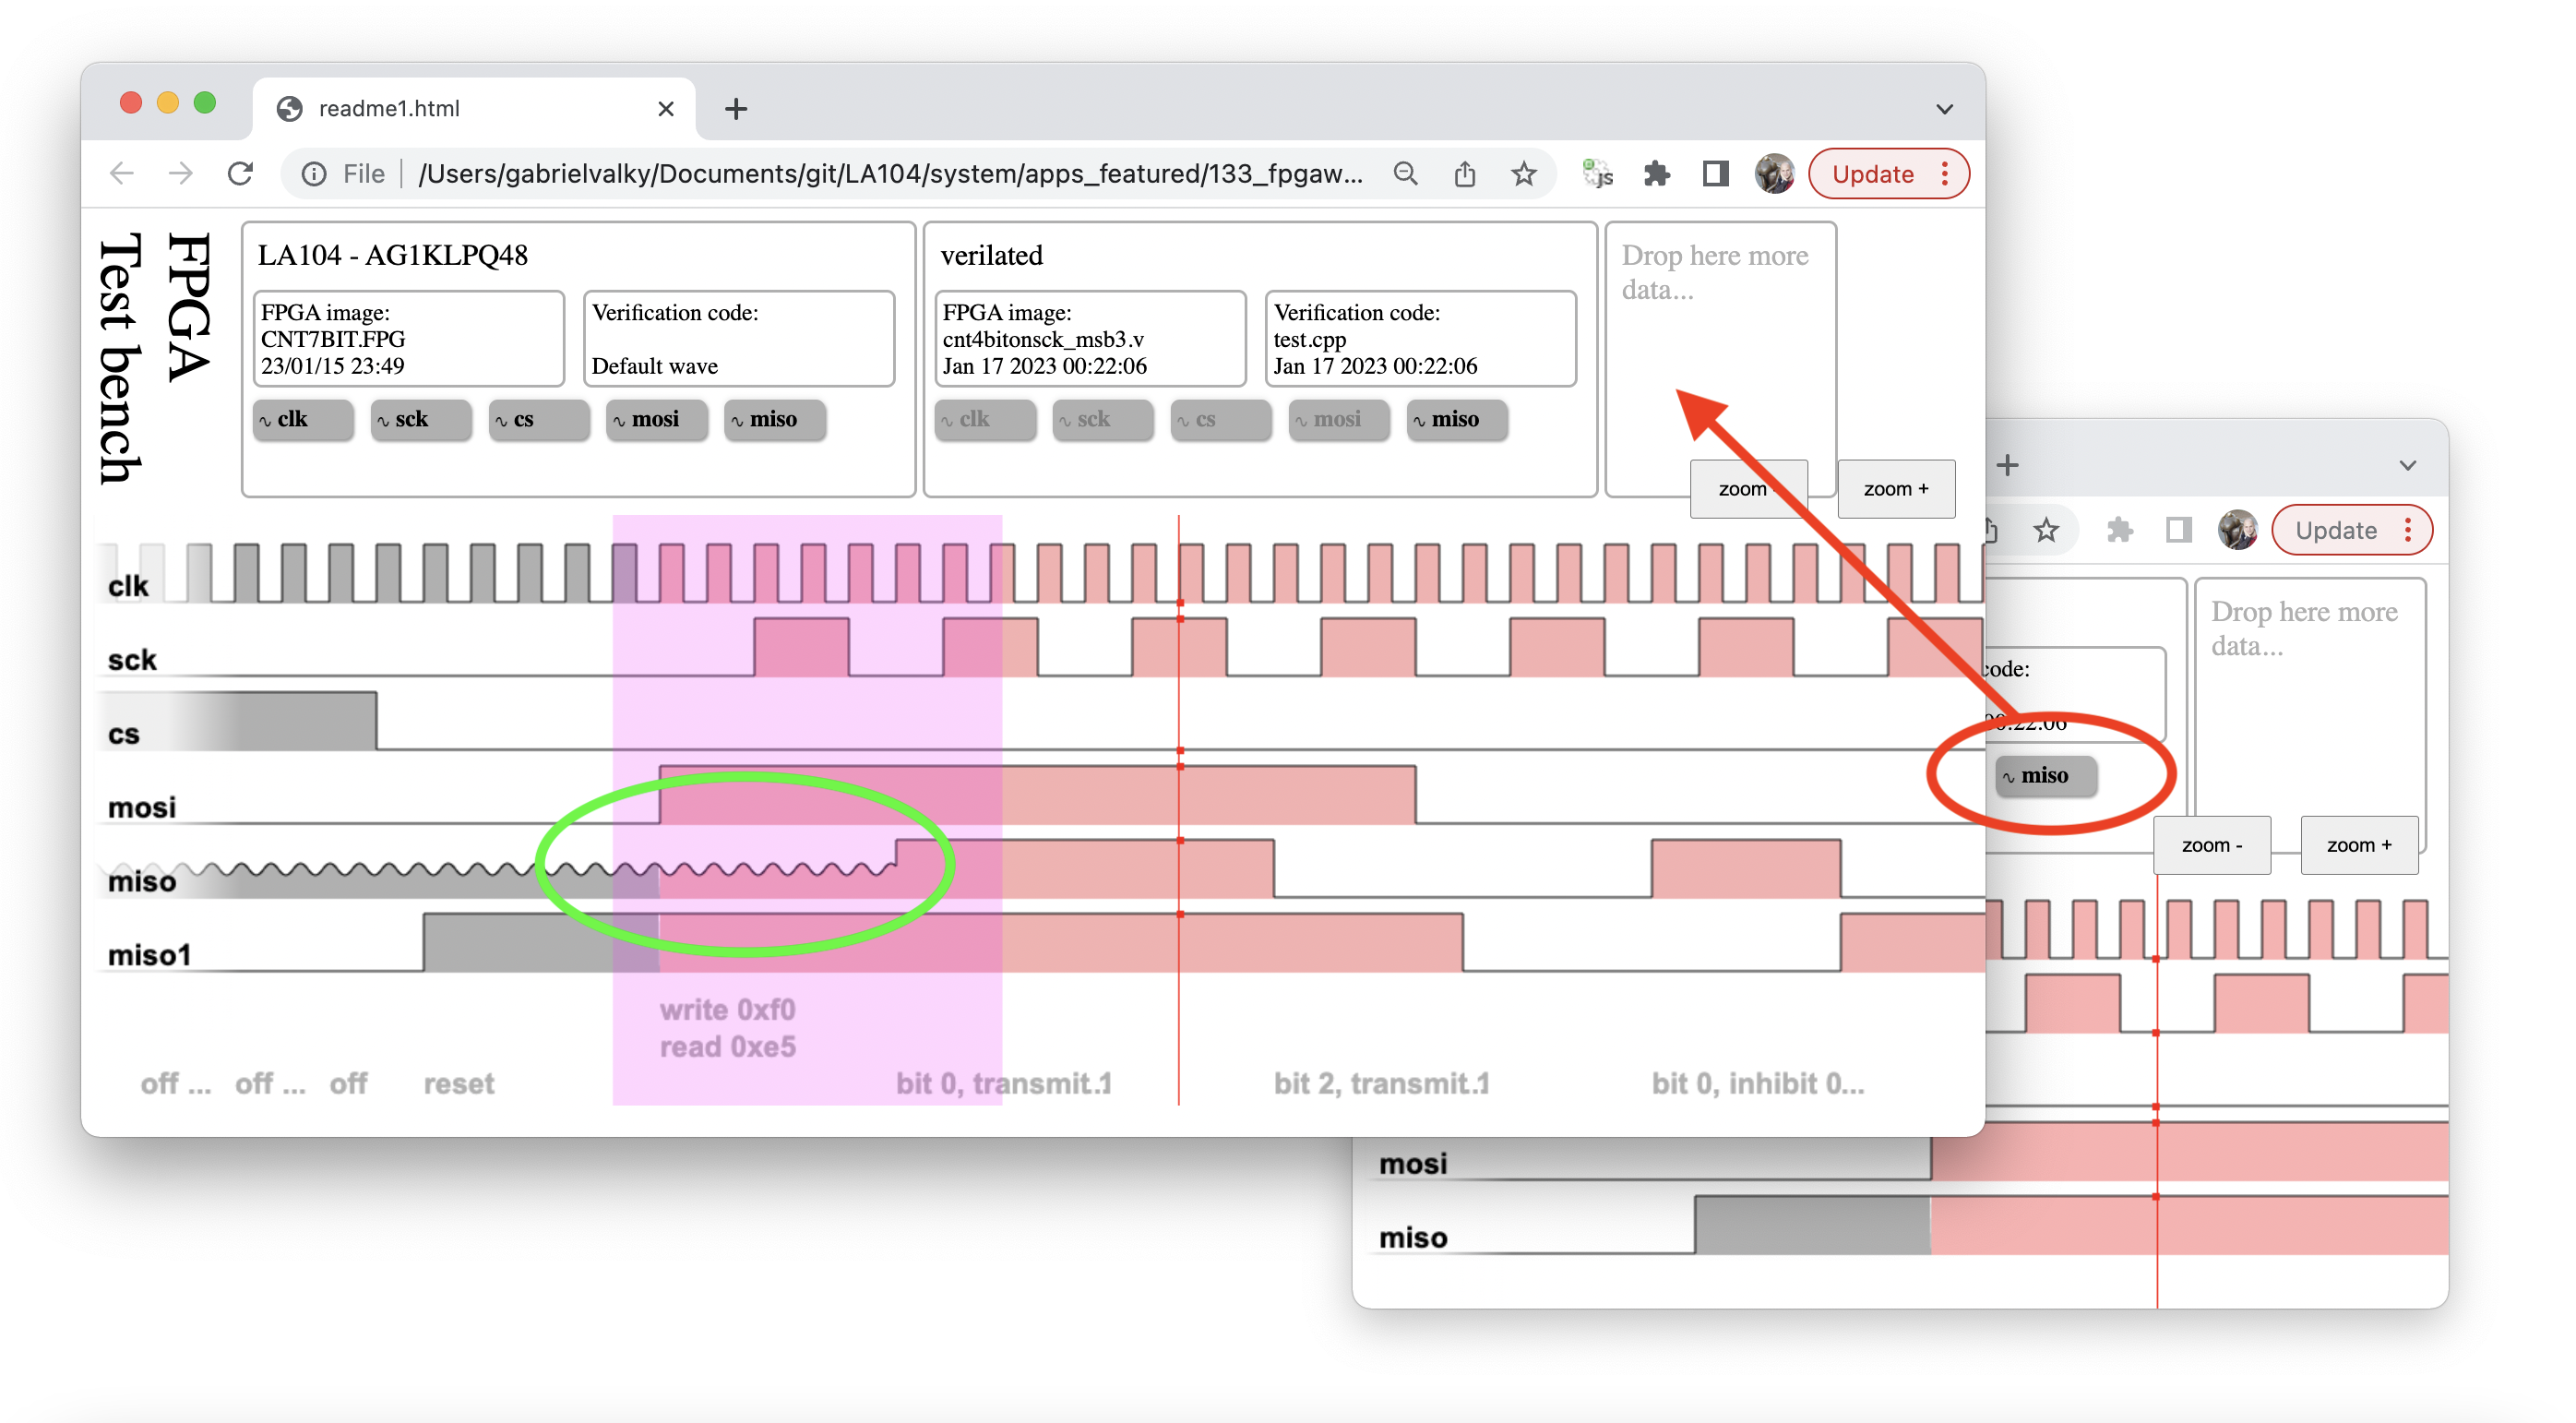 readme1.html
File
/Users/gabrielvalky/Documents/git/LA104/system/apps_featured/133_fpgaw...
js
Update
FPGA
Test bench
LA104 - AG1KLPQ48
FPGA image:
CNT7BIT.FPG
23/01/15 23:49
Verification code:
Default wave
clk
sck
cs
mosi
miso
verilated
FPGA image:
cnt4bitonsck_msb3.v
Jan 17 2023 00:22:06
Verification code:
test.cpp
Jan 17 2023 00:22:06
clk
sck
cs
mosi
miso
Drop here more
data...
zoom
zoom +
clk
sck
cs
mosi
miso
miso1
write 0xf0
read 0xe5
off ...
off ...
off
reset
bit 0, transmit.1
bit 2, transmit.1
bit 0, inhibit 0...
Update
Drop here more
data...
code:
00:22:06
miso
zoom -
zoom +
mosi
miso